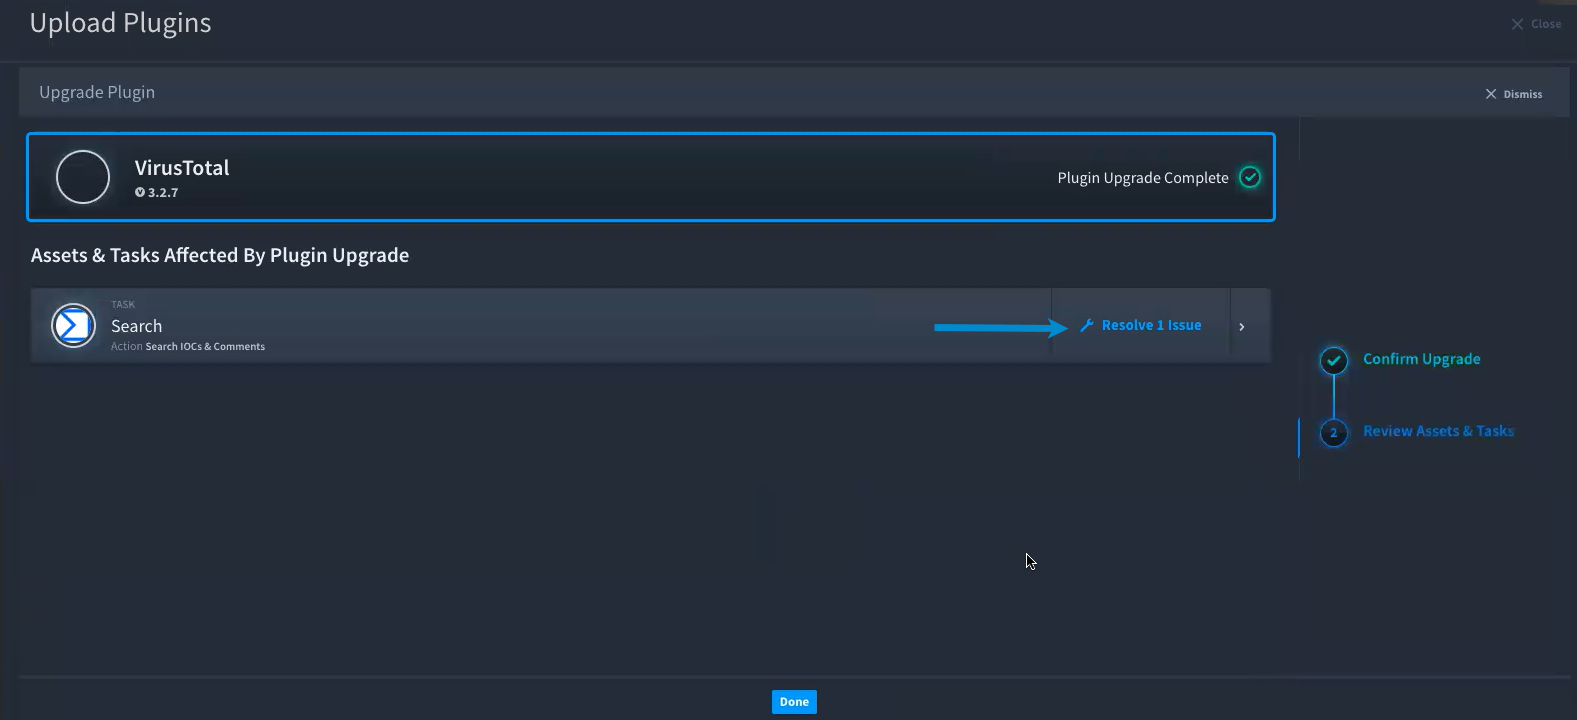 Upload Plugins
Close
Upgrade Plugin
Dismiss
VirusTotal
3.2.7
Plugin Upgrade Complete
Assets & Tasks Affected By Plugin Upgrade
TASK
Search
Action Search IOCs & Comments
Resolve 1 Issue
Confirm Upgrade
2
Review Assets & Tasks
Done